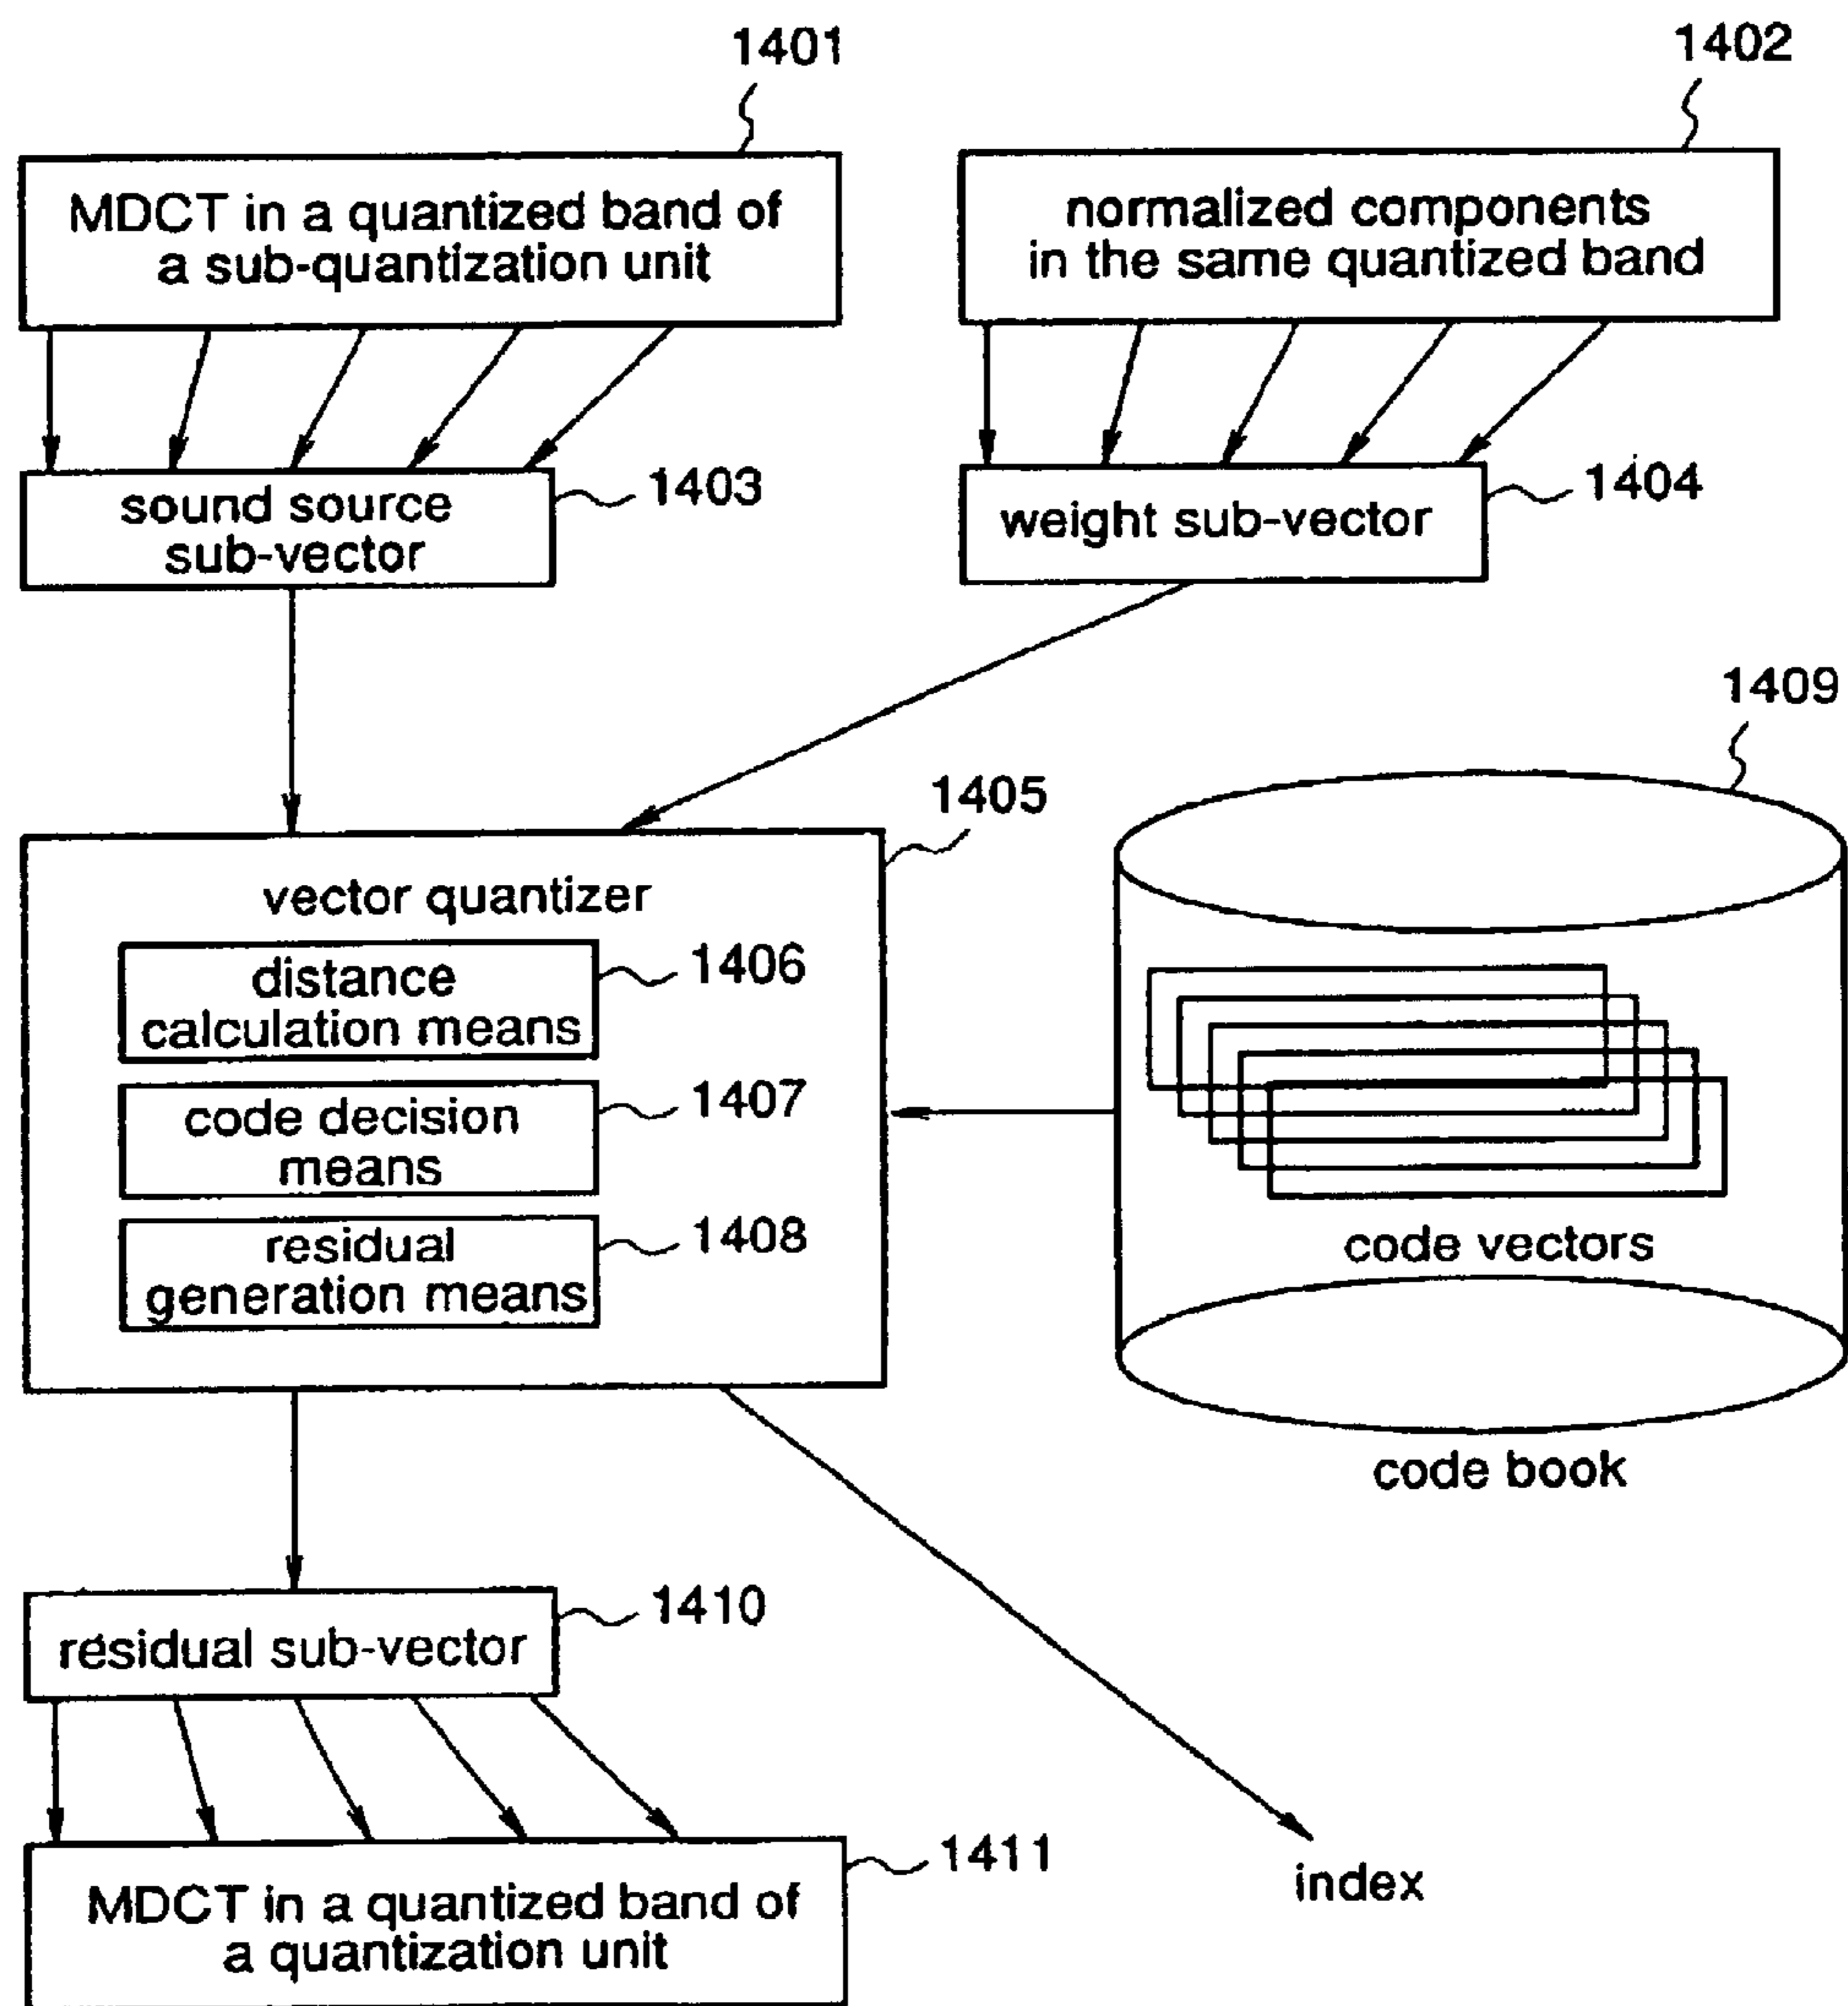 1401
1402
MDCT in a quantized band of
a sub-quantization unit
normalized components
in the same quantized band
sound source
sub-vector
1403
weight sub-vector
1404
1409
1405
vector quantizer
distance
calculation means
1406
code decision
means
1407
residual
generation means
1408
code vectors
code book
residual sub-vector
1410
MDCT in a quantized band of
a quantization unit
1411
index